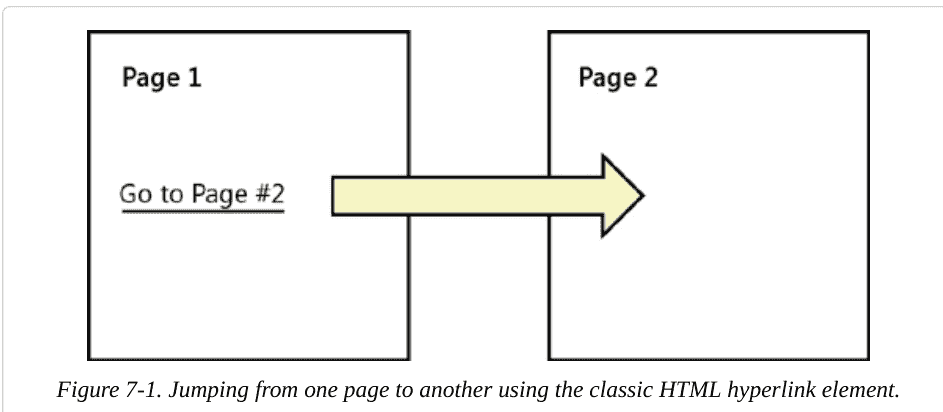 Page 1
Page 2
Go to Page #2
Figure 7-1. Jumping from one page to another using the classic HTML hyperlink element.